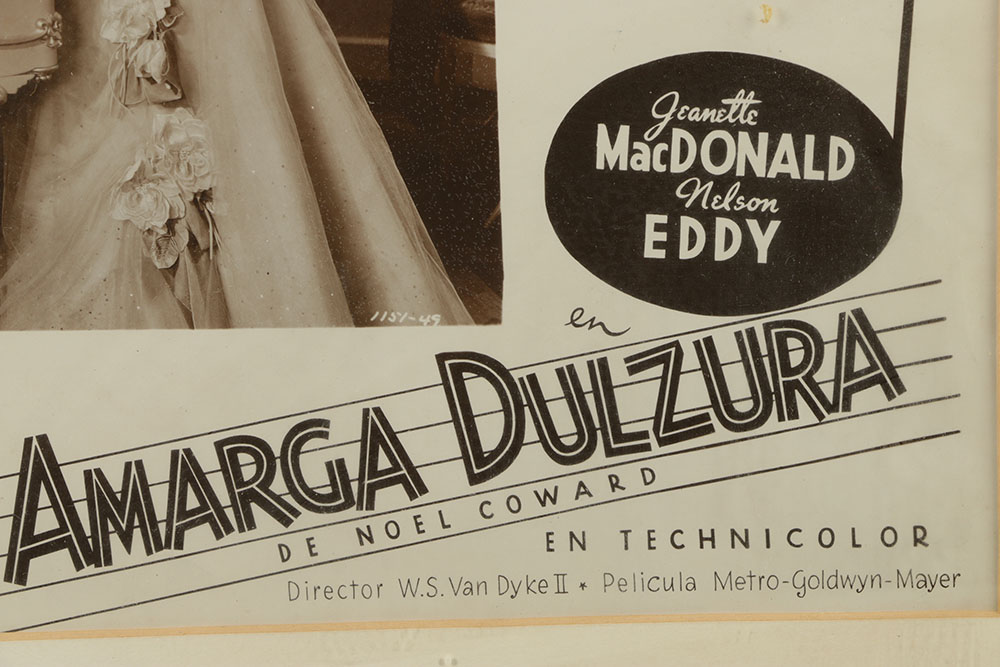 Jeanette
MacDONALD
Nelson
EDDY
1151-49
en
AMARGA DULZURA
DE NOEL COWARD
EN TECHNICOLOR
Director W.S. Van Dyke II * Pelicula Metro-Goldwyn-Mayer